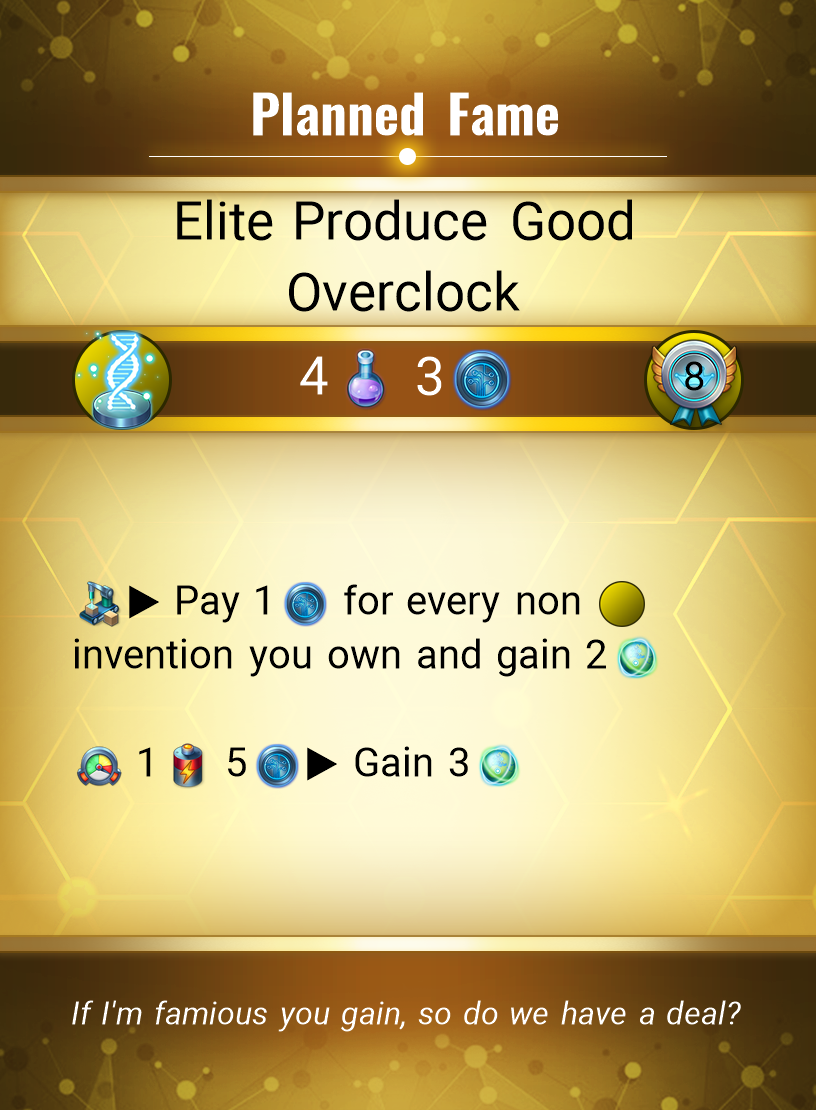 Planned Fame
Elite Produce Good
Overclock
4 3 8
Pay 1 for every non
invention you own and gain 2
1 5 Gain 3
If I'm famious you gain, so do we have a deal?